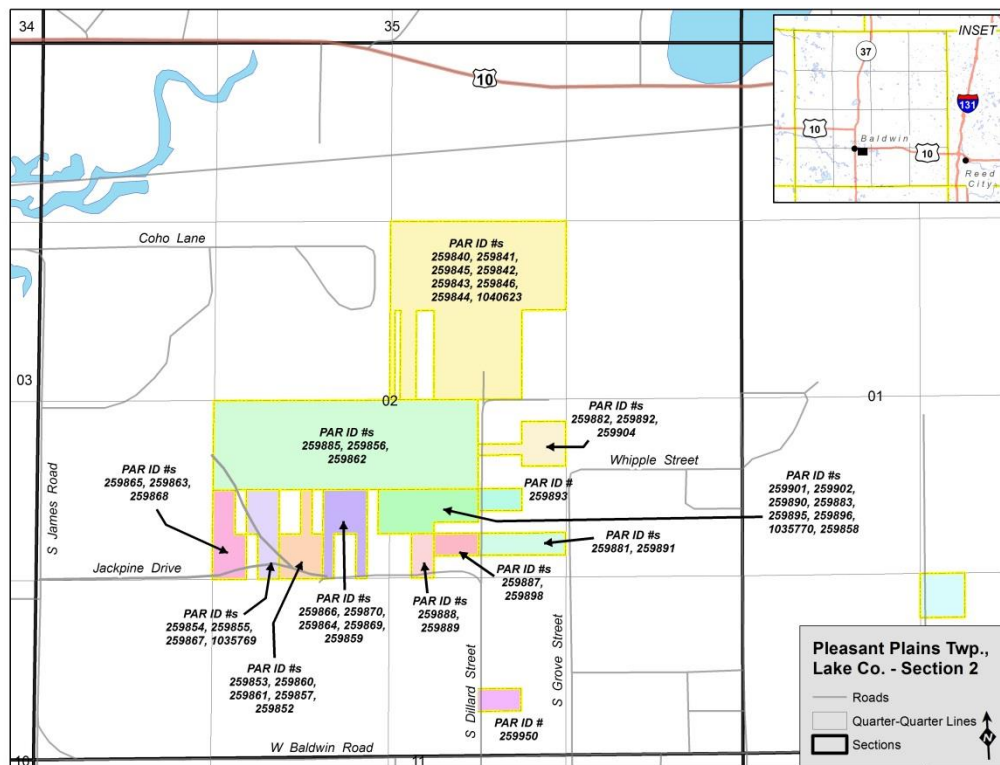 34
35
INSET
37
10
131
10
Baldwin
10
Reed
City
Coho Lane
PAR ID #s
259840, 259841,
259845, 259842,
259843, 259846,
259844, 1040623
03
02
01
PAR ID #s
259882, 259892,
259904
PAR ID #s
259885, 259856,
259862
Whipple Street
PAR ID #s
259865, 259863,
259868
PAR ID #
259893
PAR ID #s
259901, 259902,
259890, 259883,
259895, 259896,
1035770, 259858
S James Road
259881, 259891
Jackpine Drive
PAR ID #s
259887,
259898
PAR ID #s
259854, 259855,
259867, 1035769
PAR ID #s
259866, 259870,
259864, 259869,
259859
PAR ID #s
259888,
259889
PAR ID #s
259853, 259860,
259861, 259857,
259852
S Dillard Street
S Grove Street
PAR ID #
259950
W Baldwin Road
10
11
Pleasant Plains Twp.,
Lake Co. - Section 2
Roads
Quarter-Quarter Lines
Sections
N